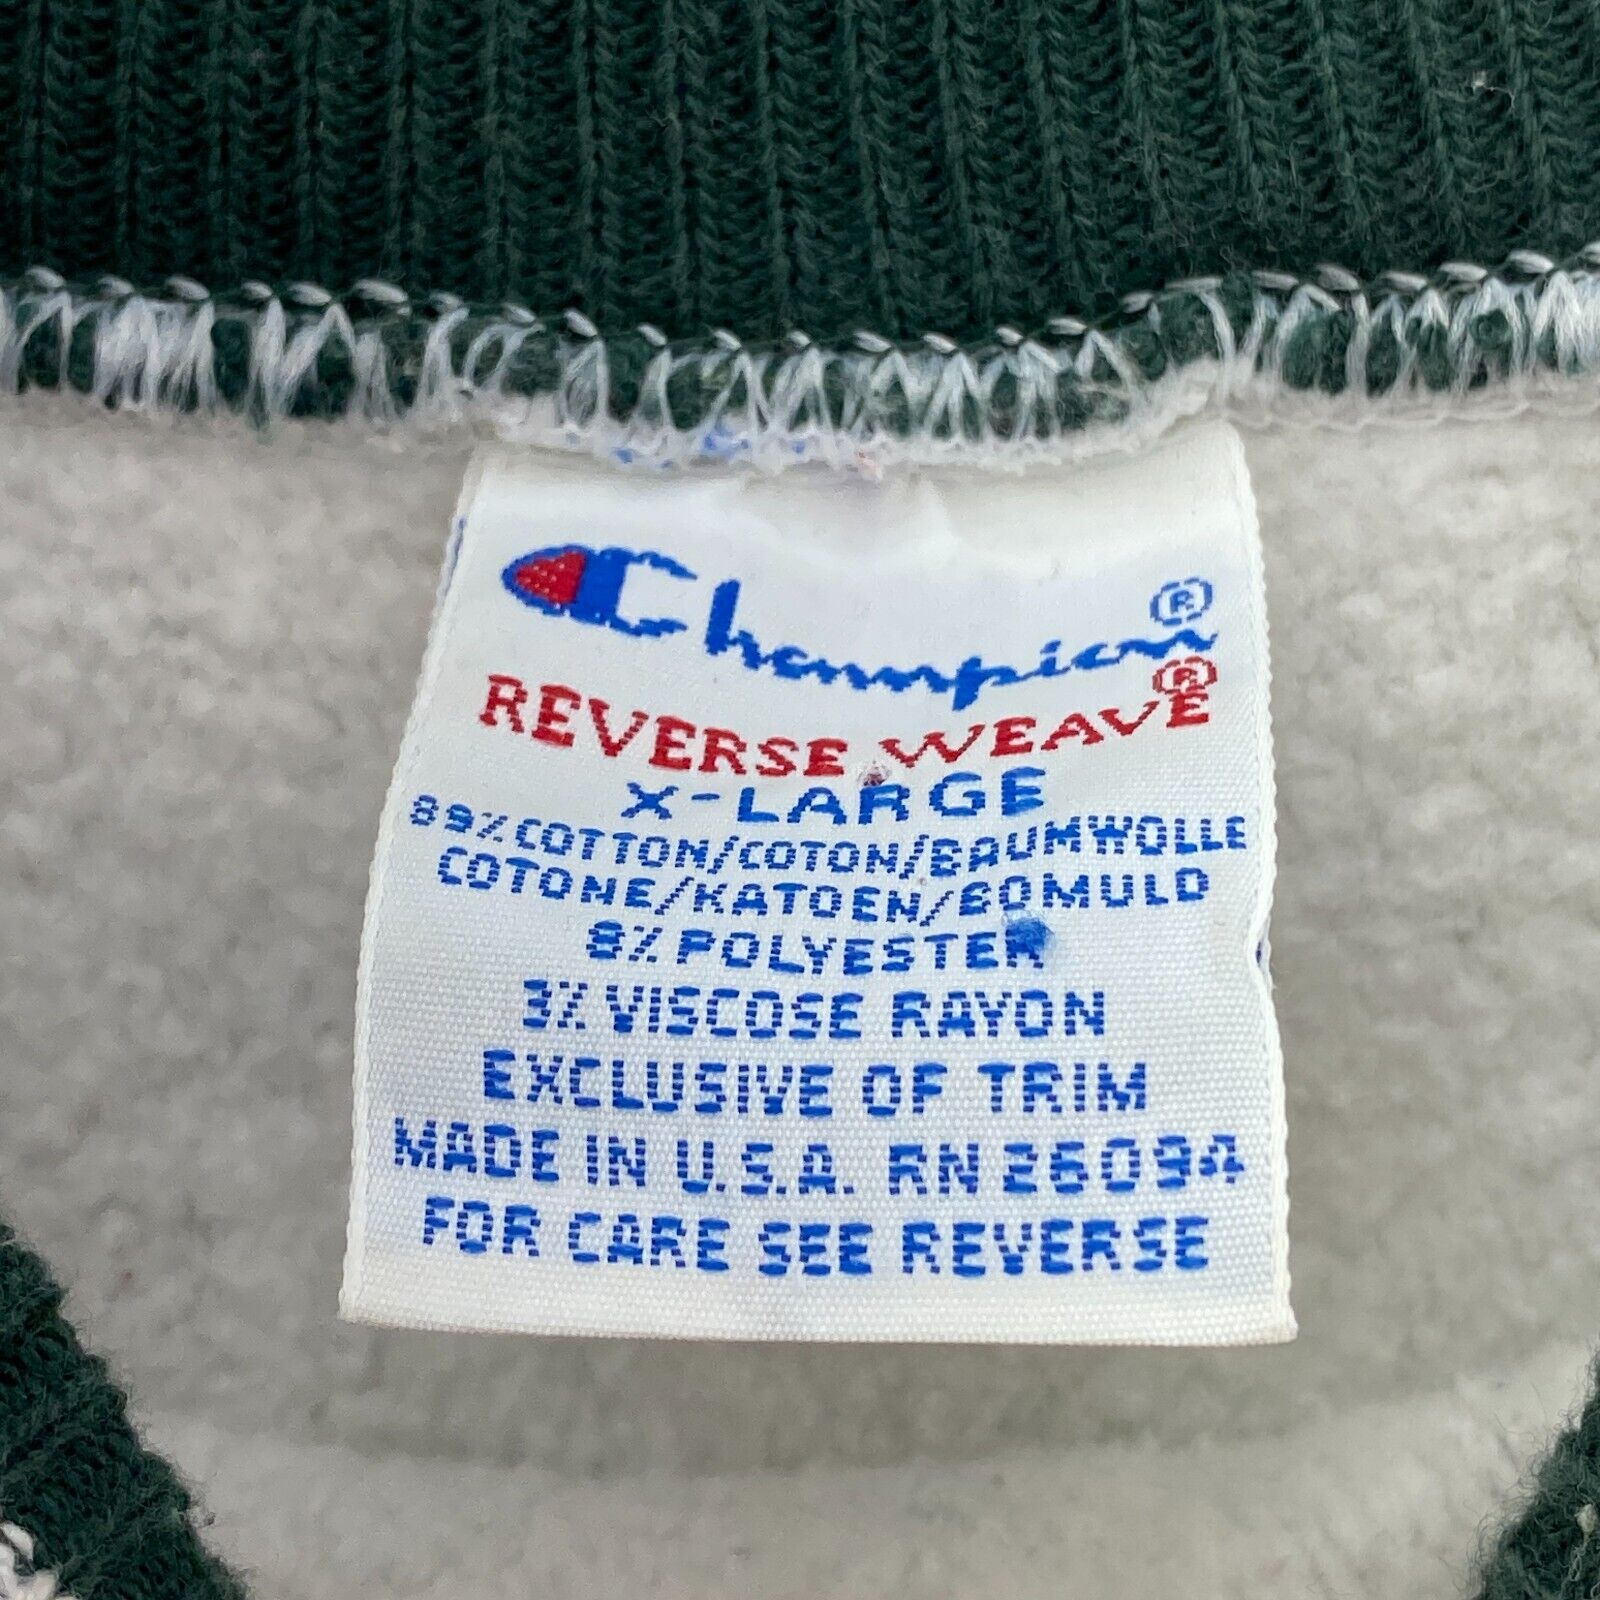 Champion®
REVERSE WEAVE®
X-LARGE
89% COTTON/COTON/BAUMWOLLE
COTONE/KATOEN/BOMULD
8% POLYESTER
3% VISCOSE RAYON
EXCLUSIVE OF TRIM
MADE IN U.S.A. RN 26094
FOR CARE SEE REVERSE